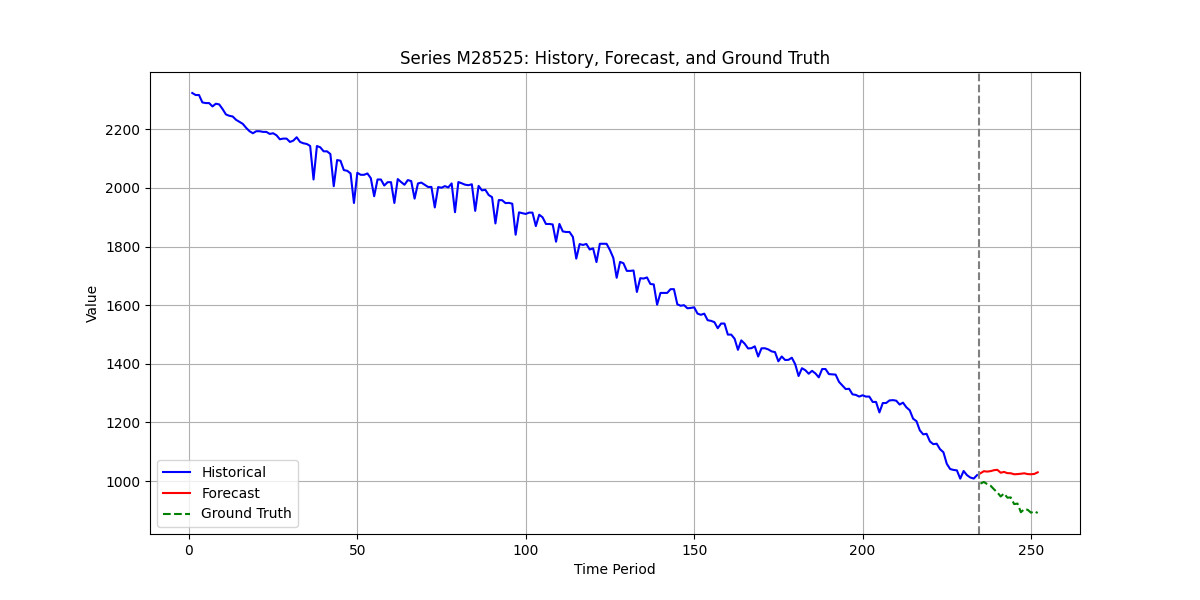 Series M28525: History, Forecast, and Ground Truth
Value
2200
2000
1800
1600
1400
1200
1000
Historical
Forecast
Ground Truth
0
50
100
150
200
250
Time Period